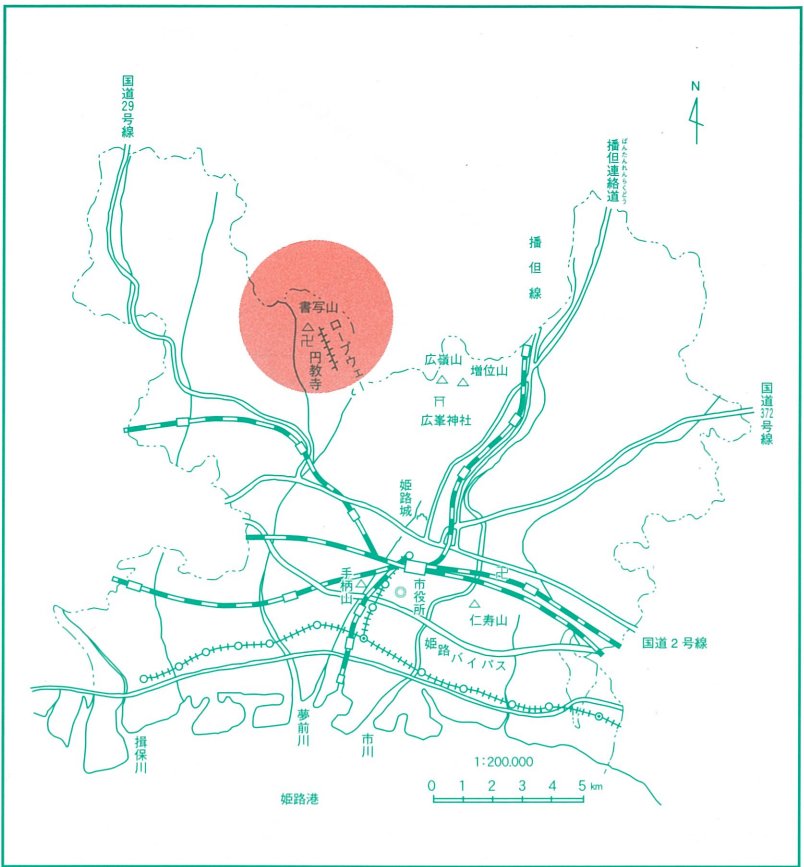 国道29号線
N
ばんたんれんらくどう
播但連絡道
播但線
書写山
ロープウェー
卍
円教寺
広嶺山
増位山
広峯神社
国道372号線
姫路城
手柄山
市役所
卍
仁寿山
姫路バイパス
国道2号線
揖保川
夢前川
市川
姫路港
1:200.000
0 1 2 3 4 5 km